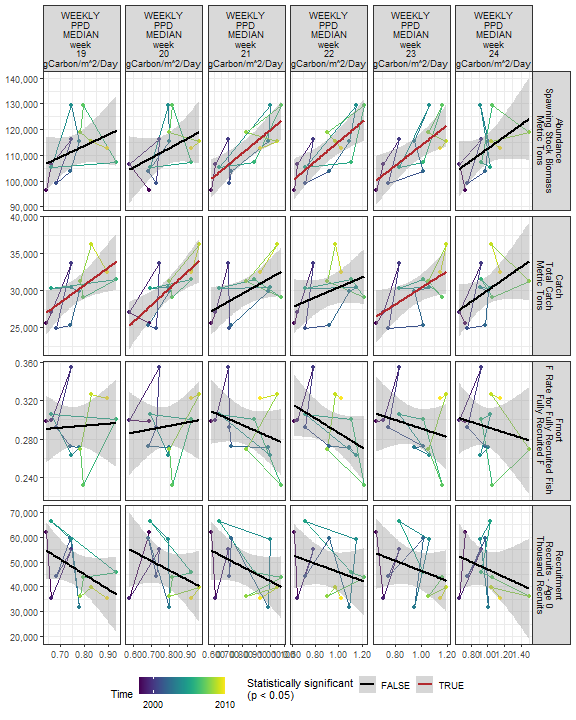 WEEKLY
PPD
MEDIAN
week
19
gCarbon/m^2/Day
WEEKLY
PPD
MEDIAN
week
20
gCarbon/m^2/Day
WEEKLY
PPD
MEDIAN
week
21
gCarbon/m^2/Day
WEEKLY
PPD
MEDIAN
week
22
gCarbon/m^2/Day
WEEKLY
PPD
MEDIAN
week
23
gCarbon/m^2/Day
WEEKLY
PPD
MEDIAN
week
24
gCarbon/m^2/Day
140,000
130,000
120,000
110,000
100,000
90,000
Abundance
Spawning Stock Biomass
Metric Tons
40,000
35,000
30,000
25,000
Catch
Total Catch
Metric Tons
0.360
0.320
0.280
0.240
Fmort
F Rate for Fully Recruited Fish
Fully Recruited F
70,000
60,000
50,000
40,000
30,000
20,000
Recruitment
Recruits - Age 0
Thousand Recruits
0.70 0.80 0.90
0.80 1.00 1.20
0.80 1.00 1.20
Time
2000 2010
Statistically significant
(p < 0.05)
FALSE
TRUE